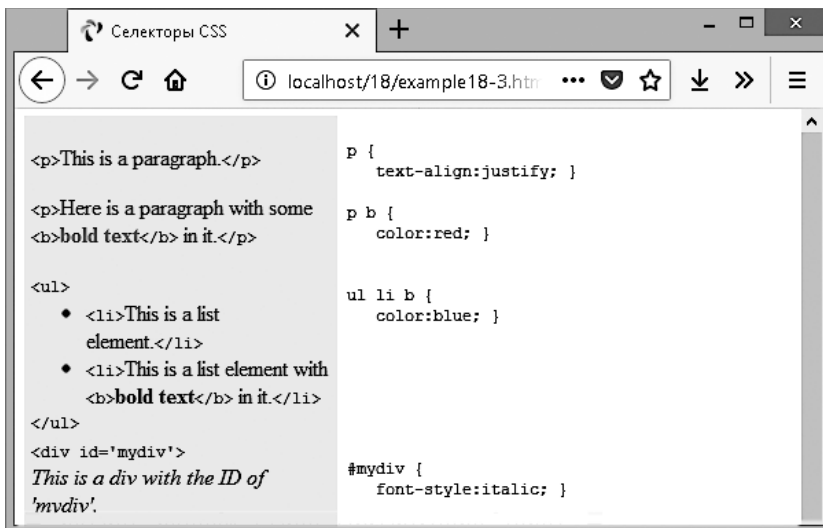 Селекторы CSS
localhost/18/example18-3.htm
<p>This is a paragraph.</p>
<p>Here is a paragraph with some
<b>bold text</b> in it.</p>
<ul>
• <li>This is a list
element.</li>
• <li>This is a list element with
<b>bold text</b> in it.</li>
</ul>
<div id='mydiv'>
This is a div with the ID of
'mydiv'.
p {
text-align:justify; }
p b {
color:red; }
ul li b {
color:blue; }
#mydiv {
font-style:italic; }